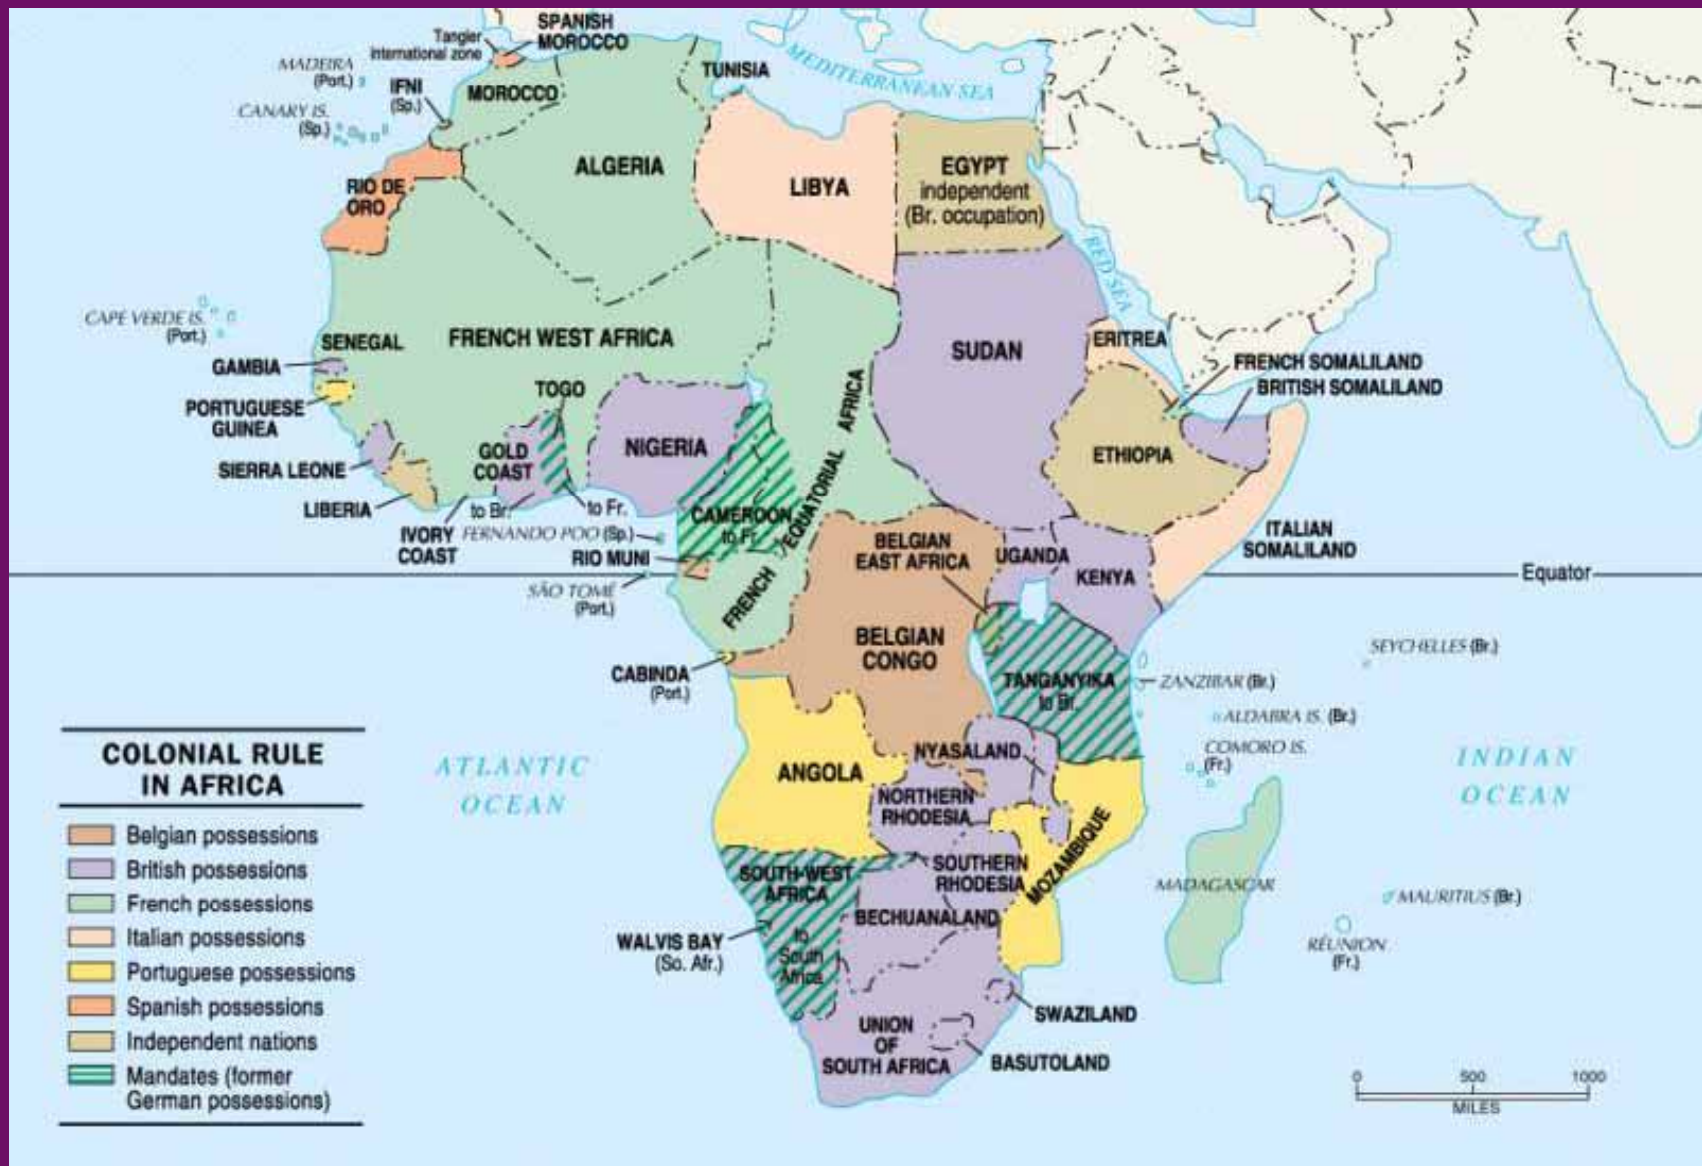 SPANISH
MOROCCO
Tangier
international zone
MADEIRA
(Port.)
IFNI
(Sp.)
CANARY IS.
(Sp.)
MOROCCO
TUNISIA
MEDITERRANEAN SEA
ALGERIA
LIBYA
EGYPT
independent
(Br. occupation)
RIO DE
ORO
RED SEA
CAPE VERDE IS.
(Port.)
SENEGAL
FRENCH WEST AFRICA
SUDAN
ERITREA
GAMBIA
FRENCH SOMALILAND
BRITISH SOMALILAND
TOGO
PORTUGUESE
GUINEA
GOLD
COAST
NIGERIA
ETHIOPIA
SIERRA LEONE
LIBERIA
to Br.
to Fr.
IVORY
COAST
FERNANDO POO (Sp.)
CAMEROON
to Fr.
FRENCH EQUATORIAL AFRICA
BELGIAN
EAST AFRICA
UGANDA
KENYA
ITALIAN
SOMALILAND
RIO MUNI
Equator
SÃO TOMÉ
(Port.)
BELGIAN
CONGO
SEYCHELLES (Br.)
CABINDA
(Port.)
TANGANYIKA
to Br.
ZANZIBAR (Br.)
ALDABRA IS. (Br.)
COMORO IS.
(Fr.)
ATLANTIC
OCEAN
INDIAN
OCEAN
ANGOLA
NYASALAND
NORTHERN
RHODESIA
MOZAMBIQUE
SOUTH-WEST
AFRICA
to
South
Africa
SOUTHERN
RHODESIA
MADAGASCAR
MAURITIUS (Br.)
BECHUANALAND
WALVIS BAY
(So. Afr.)
RÉUNION
(Fr.)
SWAZILAND
UNION
OF
SOUTH AFRICA
BASUTOLAND
COLONIAL RULE
IN AFRICA
Belgian possessions
British possessions
French possessions
Italian possessions
Portuguese possessions
Spanish possessions
Independent nations
Mandates (former
German possessions)
0 500 1000
MILES